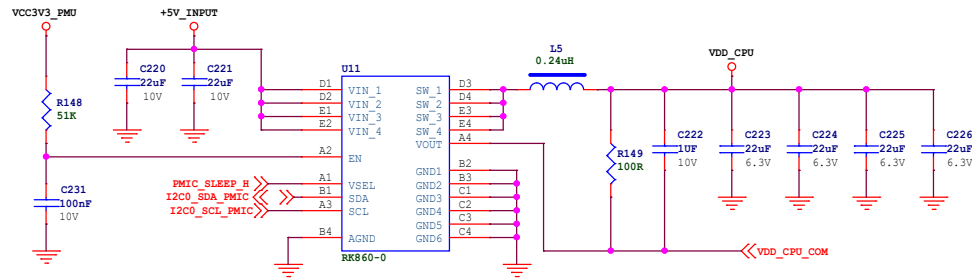 VCC3V3_PMU
+5V_INPUT
L5
0.24uH
VDD_CPU
C220
22uF
10V
C221
22uF
10V
R148
51K
C231
100nF
10V
U11
D1
D2
E1
E2
A2
A1
B1
A3
B4
VIN_1
VIN_2
VIN_3
VIN_4
EN
VSEL
SDA
SCL
AGND
SW_1
SW_2
SW_3
SW_4
VOUT
GND1
GND2
GND3
GND4
GND5
GND6
D3
D4
E3
E4
A4
B2
B3
C1
C2
C3
C4
RK860-0
PMIC_SLEEP_H
I2C0_SDA_PMIC
I2C0_SCL_PMIC
R149
100R
C222
1UF
10V
C223
22uF
6.3V
C224
22uF
6.3V
C225
22uF
6.3V
C226
22uF
6.3V
VDD_CPU_COM